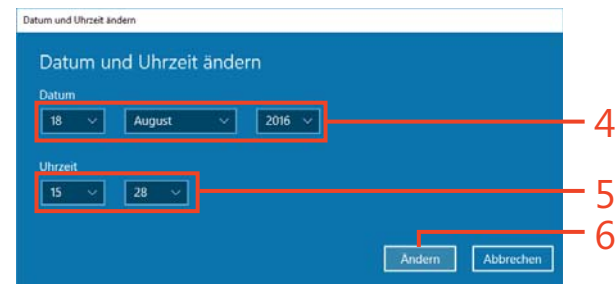 Datum und Uhrzeit ändern
Datum und Uhrzeit ändern
Datum
18 August 2016
4
Uhrzeit
15 28
5
6
Ändern Abbrechen